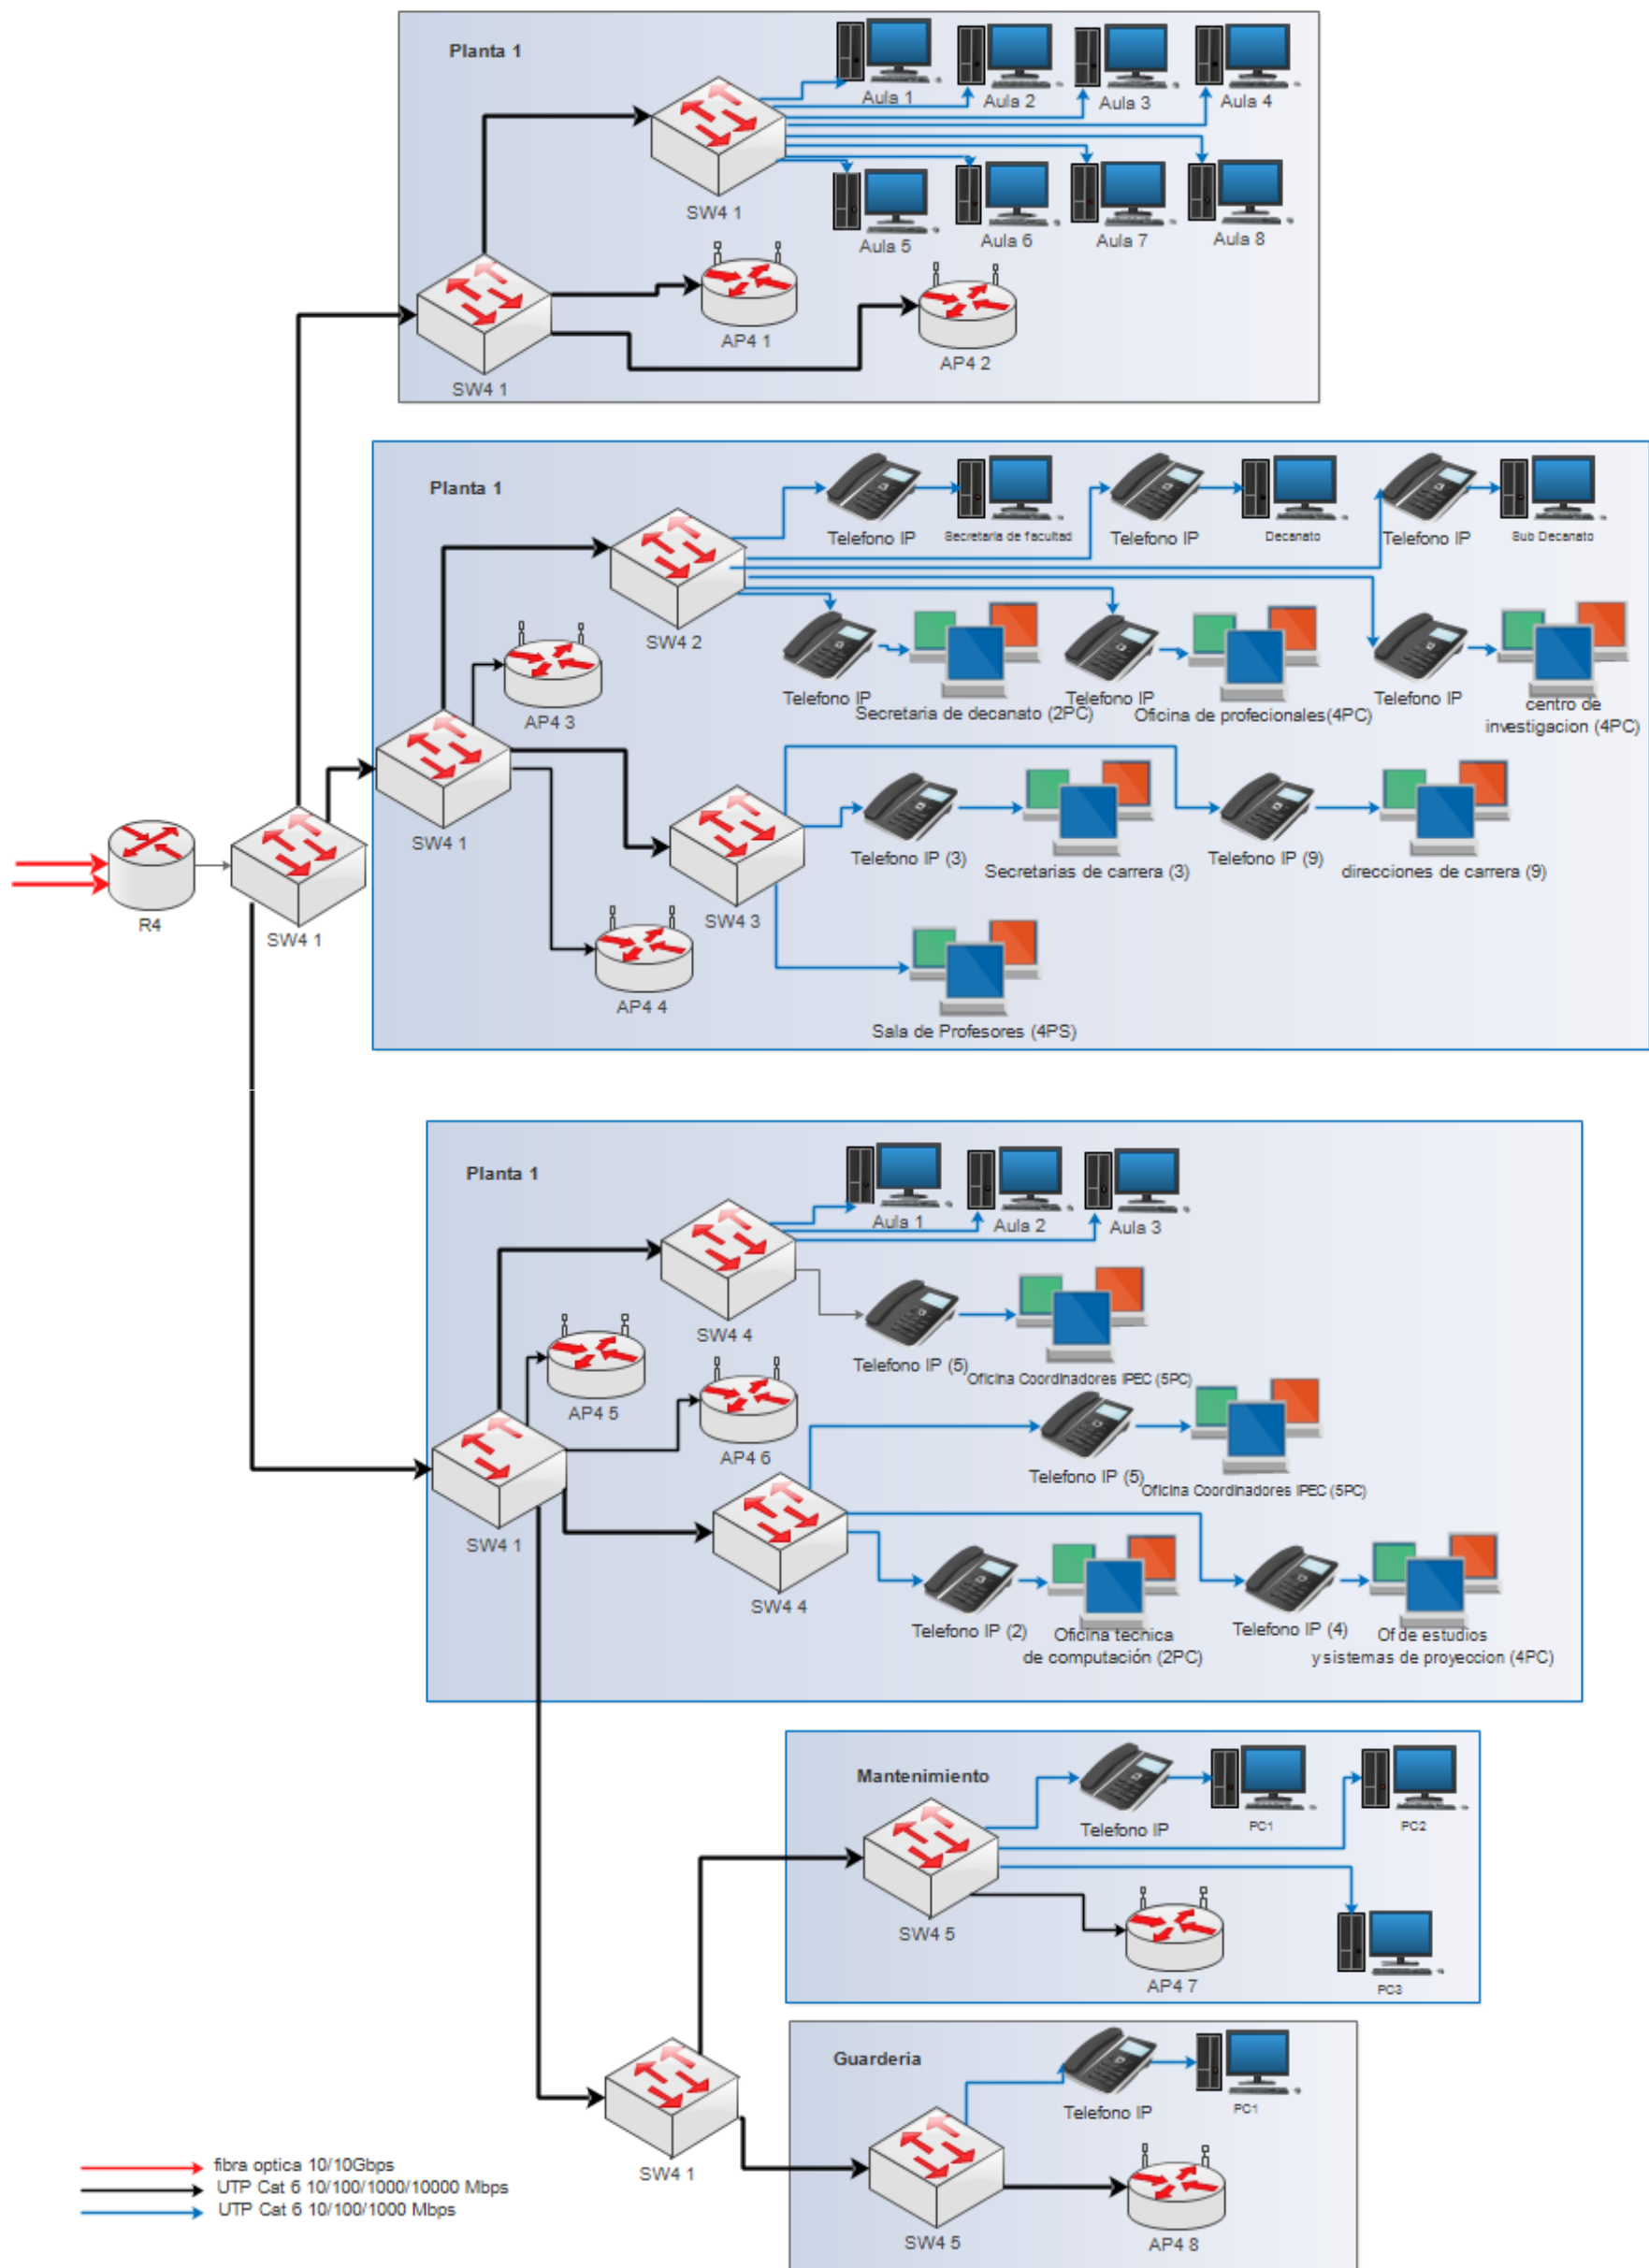 Planta 1
Aula 1
Aula 2
Aula 3
Aula 4
SW4 1
Aula 5
Aula 6
Aula 7
Aula 8
AP4 1
AP4 2
SW4 1
Planta 1
Telefono IP
Secretaria de facultad
Telefono IP
Decanato
Telefono IP
Sub Decanato
SW4 2
Telefono IP
Secretaria de decanato (2PC)
Telefono IP
Oficina de profecionales(4PC)
Telefono IP
centro de
investigacion (4PC)
AP4 3
SW4 1
Telefono IP (3)
Secretarias de carrera (3)
Telefono IP (9)
direcciones de carrera (9)
SW4 3
R4
SW4 1
AP4 4
Sala de Profesores (4PS)
Planta 1
Aula 1
Aula 2
Aula 3
SW4 4
Telefono IP (5)
Oficina Coordinadores IPEC (5PC)
AP4 5
AP4 6
Telefono IP (5)
Oficina Coordinadores IPEC (5PC)
SW4 1
SW4 4
Telefono IP (2)
Oficina tecnica
de computación (2PC)
Telefono IP (4)
Of de estudios
y sistemas de proyeccion (4PC)
Mantenimiento
Telefono IP
PC1
PC2
SW4 5
AP4 7
PC3
Guarderia
Telefono IP
PC1
SW4 1
SW4 5
AP4 8
fibra optica 10/10Gbps
UTP Cat 6 10/100/1000/10000 Mbps
UTP Cat 6 10/100/1000 Mbps